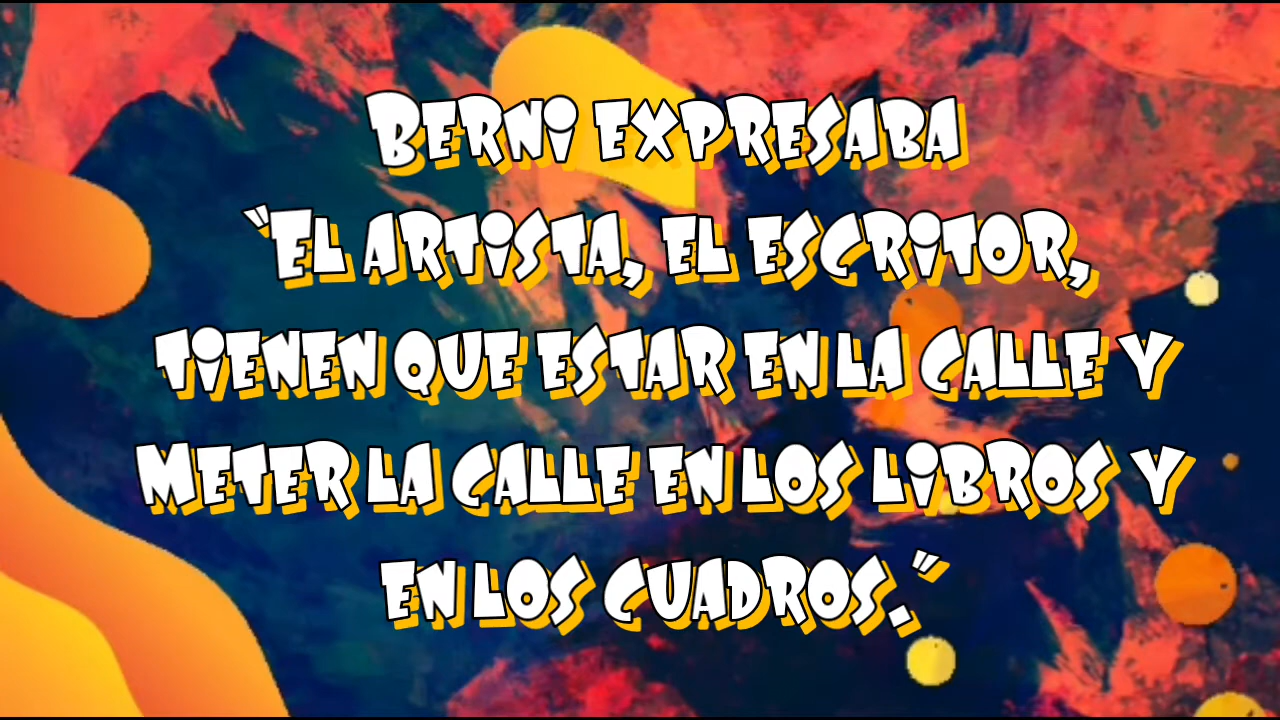 Berni expresaba
“El artista, el escritor,
tienen que estar en la calle y
meter la calle en los libros y
en los cuadros.”